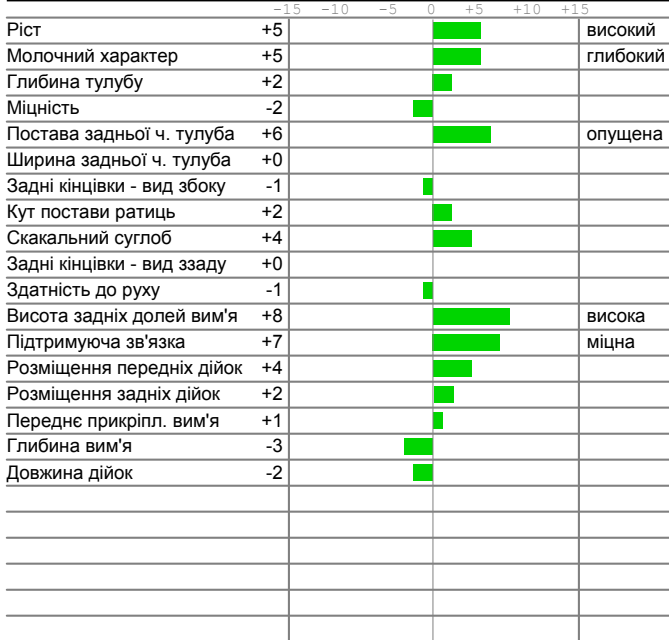 -15 -10 -5 0 +5 +10 +15
Ріст +5 високий
Молочний характер +5 глибокий
Глибина тулубу +2
Міцність -2
Постава задньої ч. тулуба +6 опущена
Ширина задньої ч. тулуба +0
Задні кінцівки - вид збоку -1
Кут постави ратиць +2
Скакальний суглоб +4
Задні кінцівки - вид ззаду +0
Здатність до руху -1
Висота задніх долей вим'я +8 висока
Підтримуюча зв'язка +7 міцна
Розміщення передніх дійок +4
Розміщення задніх дійок +2
Переднє прикріпл. вим'я +1
Глибина вим'я -3
Довжина дійок -2